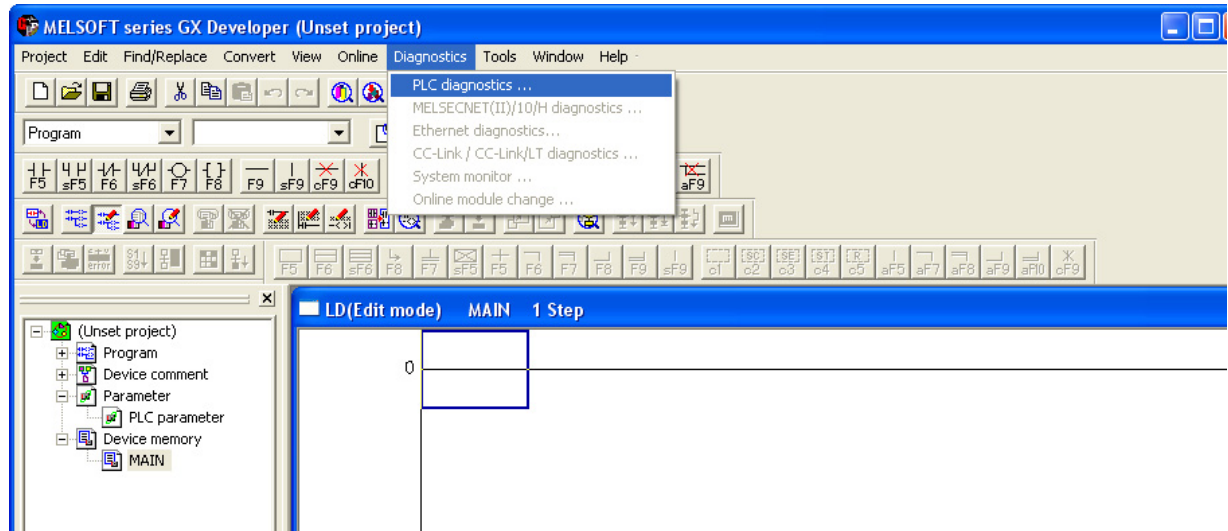 MELSOFT series GX Developer (Unset project)
Project Edit Find/Replace Convert View Online Diagnostics Tools Window Help
PLC diagnostics ...
MELSECNET(II)/10/H diagnostics ...
Ethernet diagnostics...
CC-Link / CC-Link/LT diagnostics ...
System monitor ...
Online module change ...
Program
F5 sF5 F6 sF6 F7 F8 F9 sF9 cF9 cF10 aF9
error
F5 F6 sF6 F8 F7 sF5 F5 F6 F7 F8 F9 sF9 c1 c2 c3 c4 c5 aF5 aF7 aF8 aF9 aF10 cF9
LD(Edit mode) MAIN 1 Step
(Unset project)
Program
Device comment
Parameter
PLC parameter
Device memory
MAIN
0